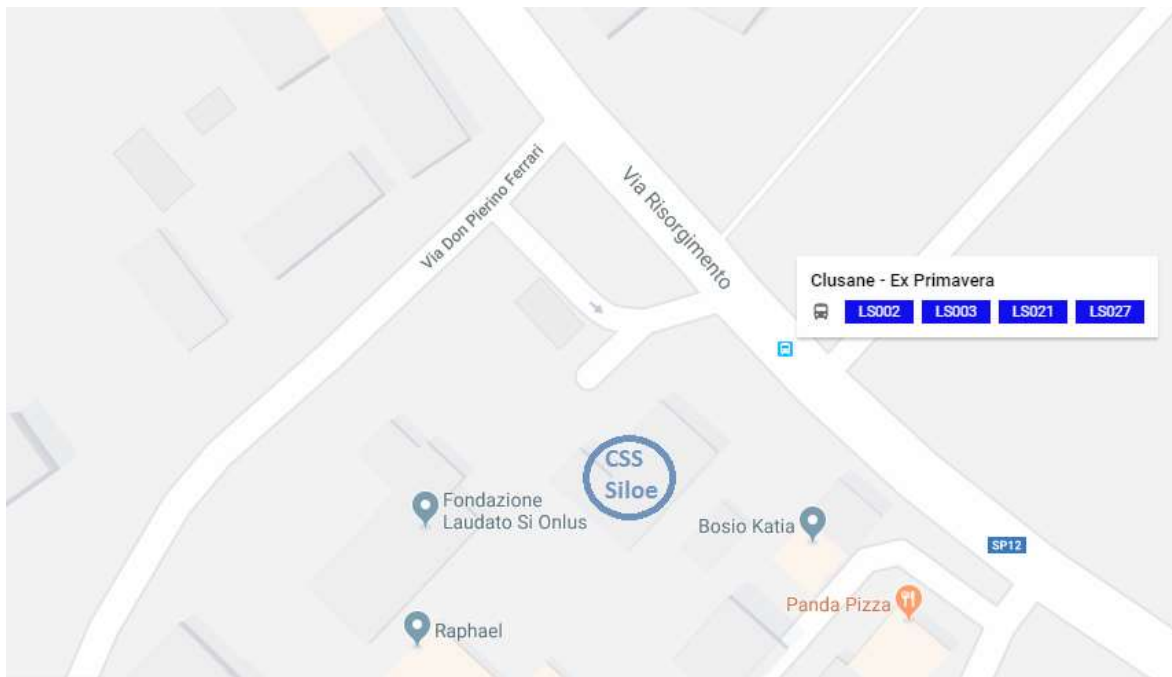 Via Don Pierino Ferrari
Via Risorgimento
Clusane - Ex Primavera
LS002 LS003 LS021 LS027
CSS
Siloe
Fondazione
Laudato Si Onlus
Bosio Katia
SP12
Panda Pizza
Raphael